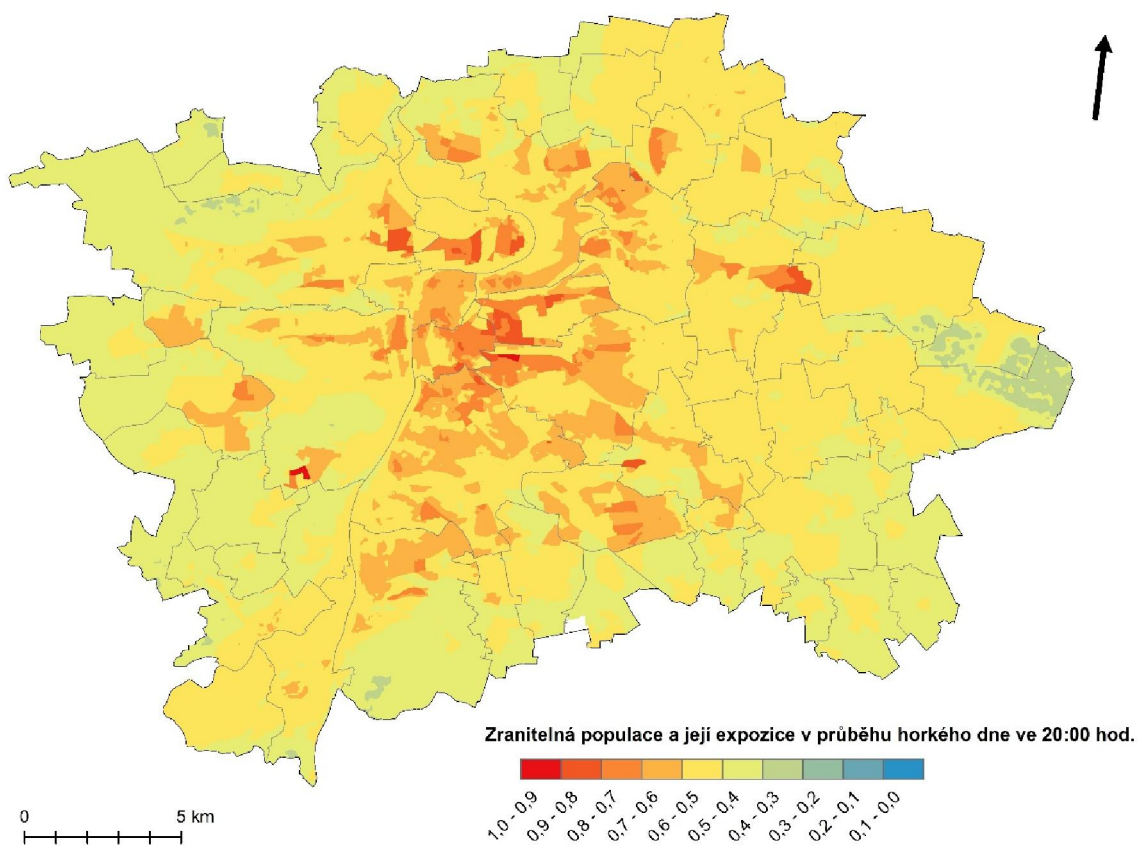 Zranitelná populace a její expozice v průběhu horkého dne ve 20:00 hod.
1,0 - 0,9
0,9 - 0,8
0,8 - 0,7
0,7 - 0,6
0,6 - 0,5
0,5 - 0,4
0,4 - 0,3
0,3 - 0,2
0,2 - 0,1
0,1 - 0,0
0 5 km